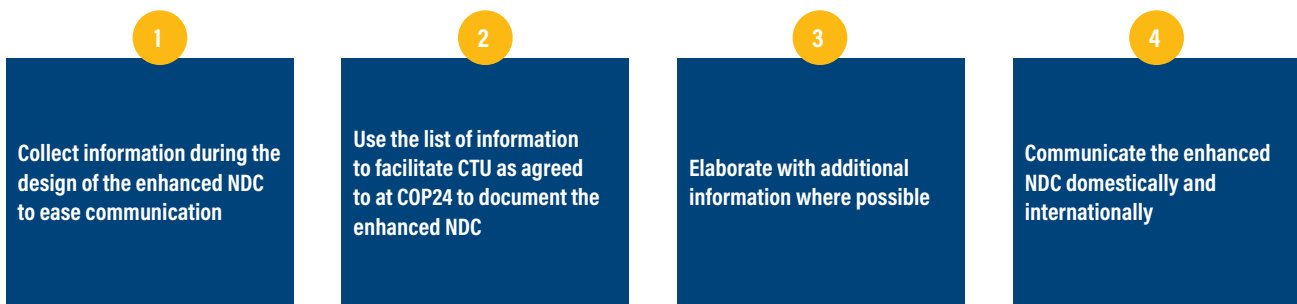 1
Collect information during the
design of the enhanced NDC
to ease communication
2
Use the list of information
to facilitate CTU as agreed
to at COP24 to document the
enhanced NDC
3
Elaborate with additional
information where possible
4
Communicate the enhanced
NDC domestically and
internationally